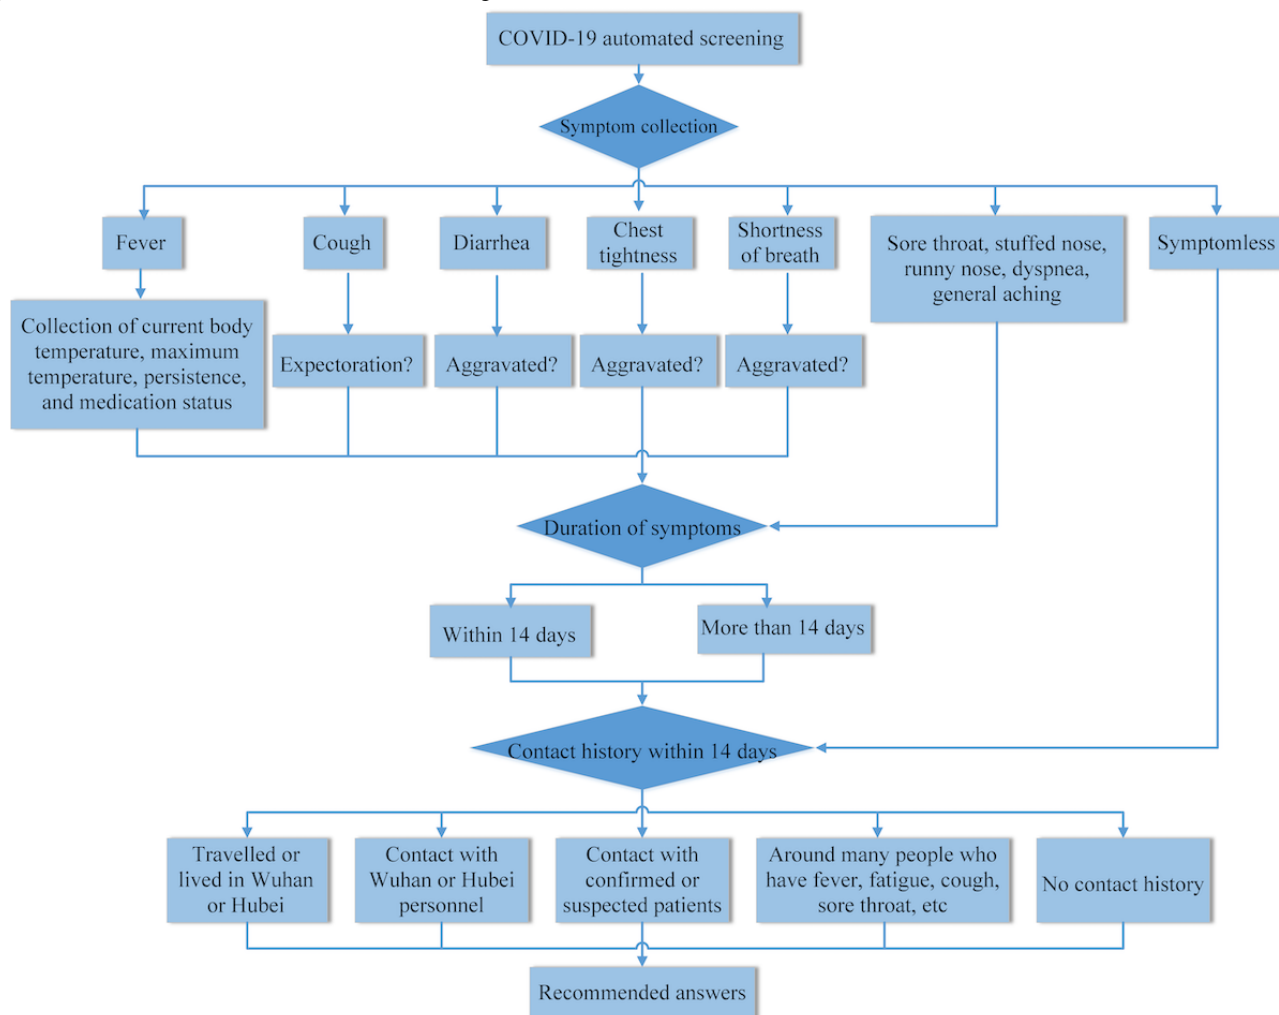 COVID-19 automated screening
Symptom collection
Fever
Cough
Diarrhea
Chest
tightness
Shortness
of breath
Sore throat, stuffed nose,
runny nose, dyspnea,
general aching
Symptomless
Collection of current body
temperature, maximum
temperature, persistence,
and medication status
Expectoration?
Aggravated?
Aggravated?
Aggravated?
Duration of symptoms
Within 14 days
More than 14 days
Contact history within 14 days
Travelled or
lived in Wuhan
or Hubei
Contact with
Wuhan or Hubei
personnel
Contact with
confirmed or
suspected patients
Around many people who
have fever, fatigue, cough,
sore throat, etc
No contact history
Recommended answers